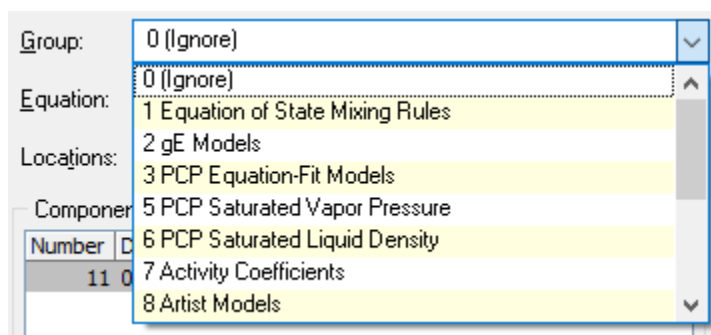 Group: 0 (Ignore)
0 (Ignore)
Equation:
1 Equation of State Mixing Rules
2 gE Models
Locations:
3 PCP Equation-Fit Models
Componer
5 PCP Saturated Vapor Pressure
Number D
6 PCP Saturated Liquid Density
11 0
7 Activity Coefficients
8 Artist Models